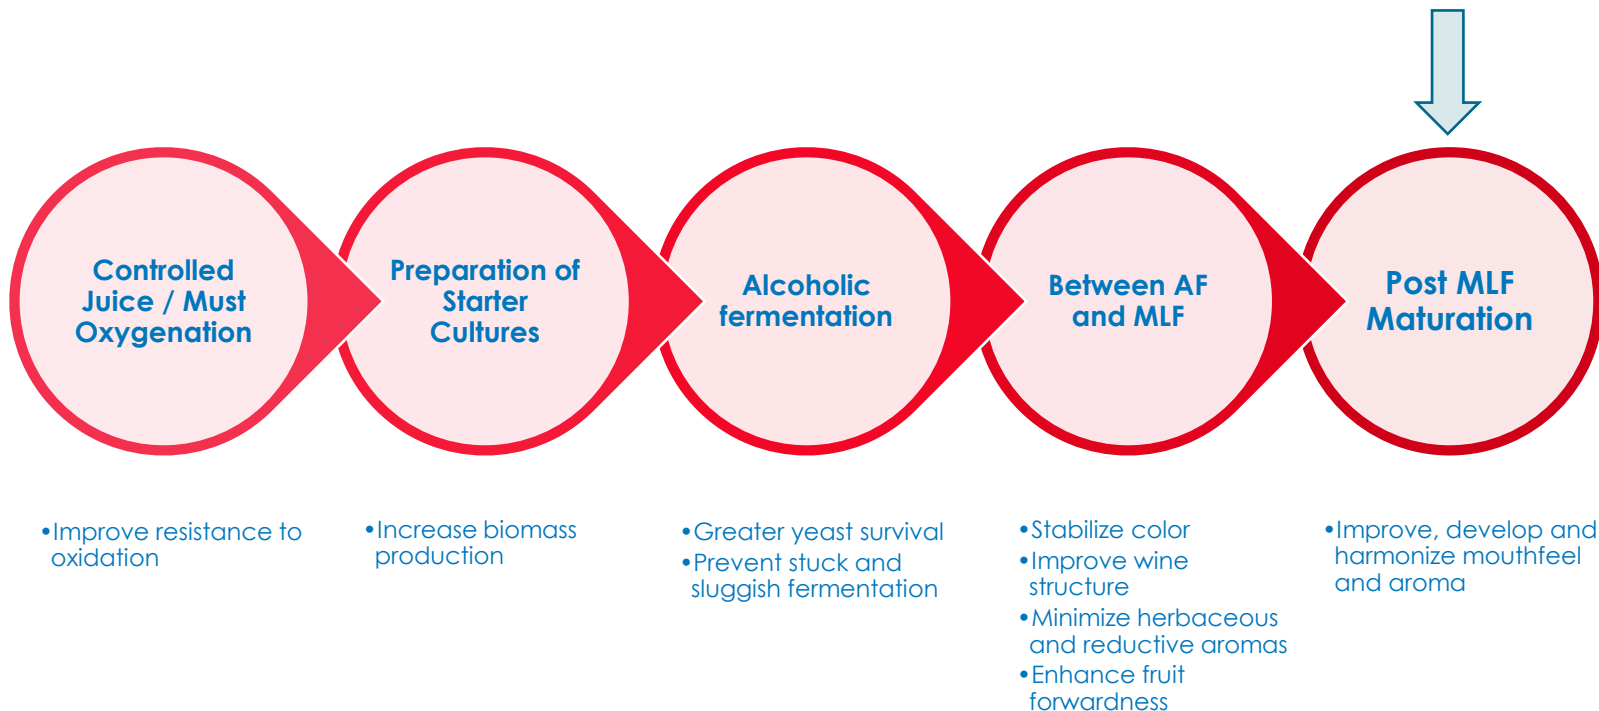 Controlled
Juice / Must
Oxygenation
Preparation of
Starter
Cultures
Alcoholic
fermentation
Between AF
and MLF
Post MLF
Maturation
•Improve resistance to
oxidation
•Increase biomass
production
•Greater yeast survival
•Prevent stuck and
sluggish fermentation
•Stabilize color
•Improve wine
structure
•Minimize herbaceous
and reductive aromas
•Enhance fruit
forwardness
•Improve, develop and
harmonize mouthfeel
and aroma